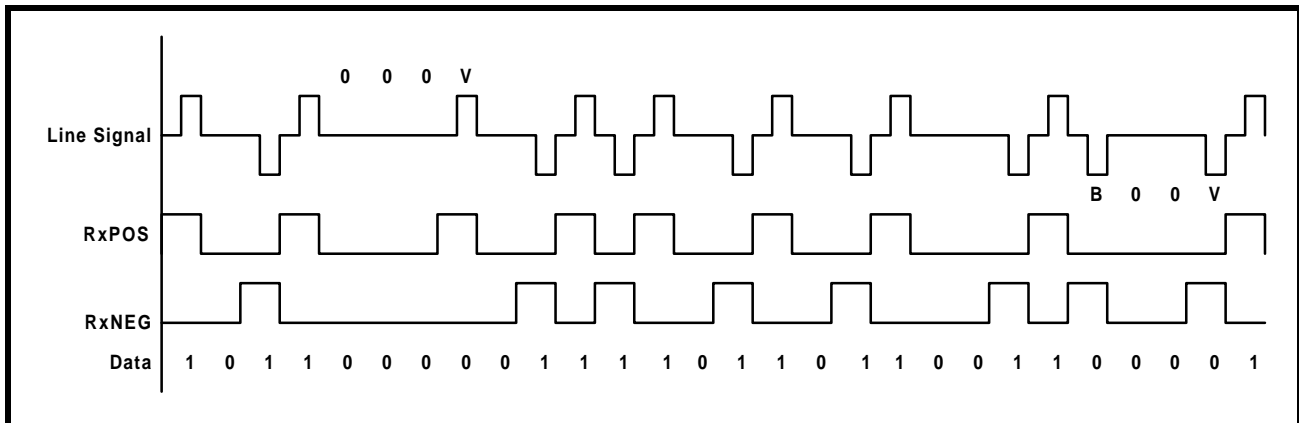 0 0 0 V
Line Signal
B 0 0 V
RxPOS
RxNEG
Data 1 0 1 1 0 0 0 0 0 1 1 1 1 0 1 1 0 1 1 0 0 1 1 0 0 0 0 1